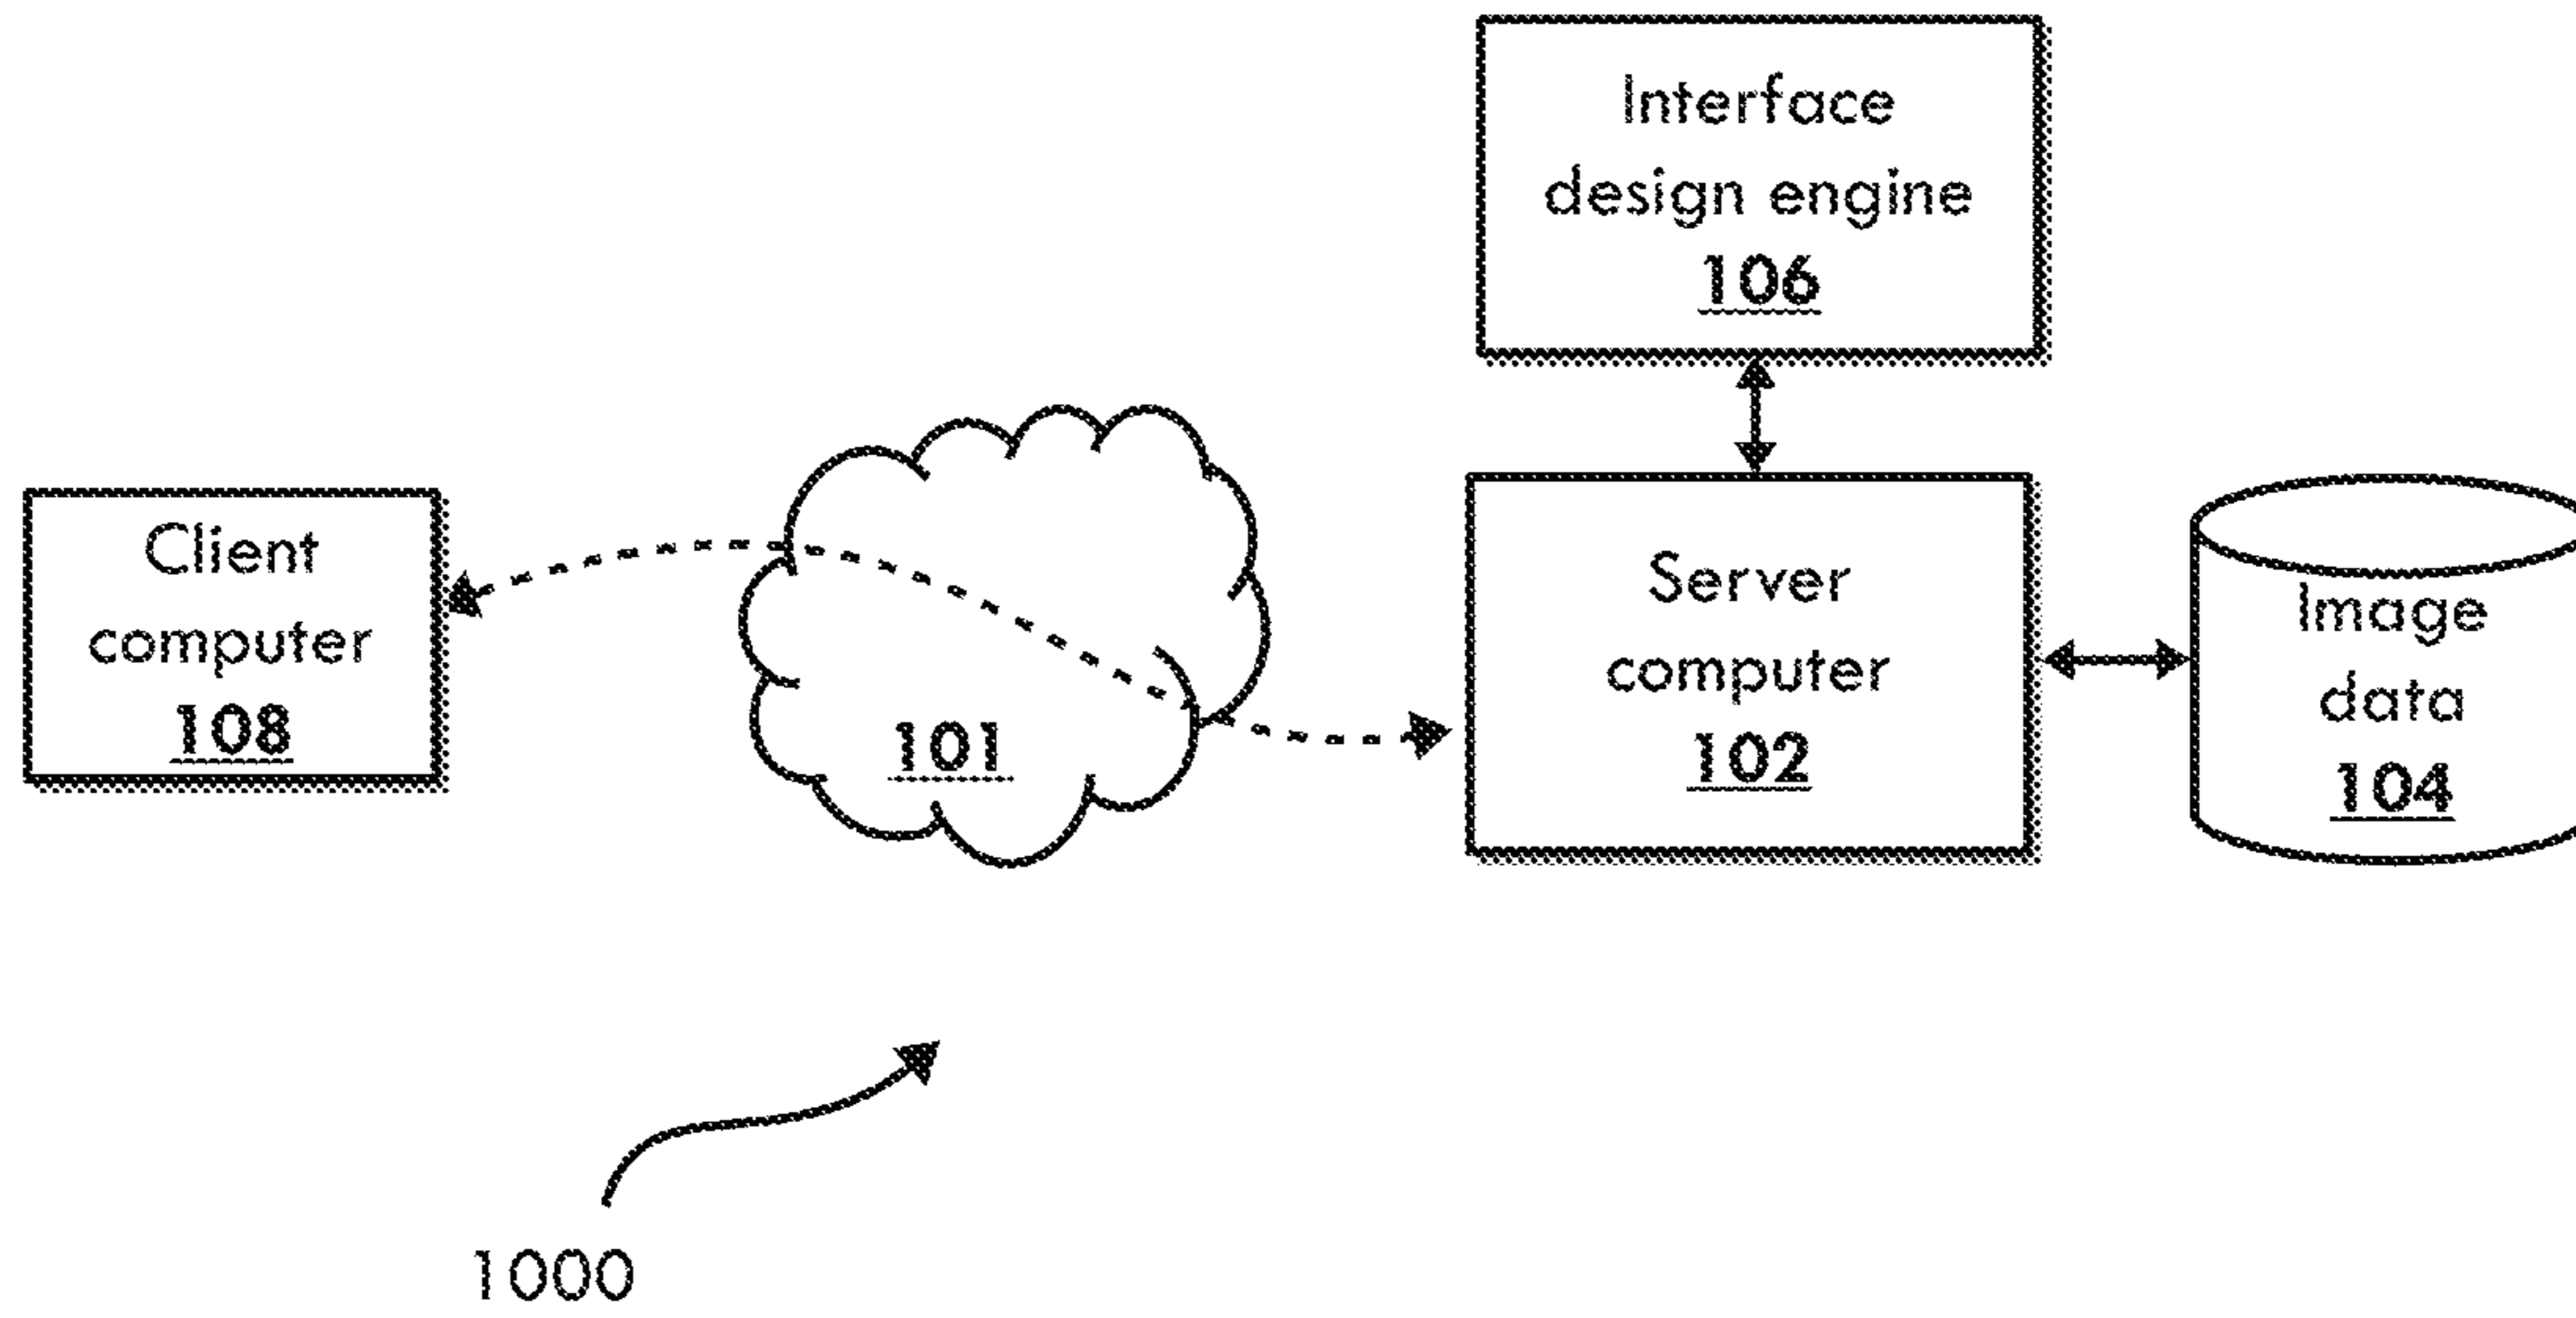 Interface
design engine
106
Client
computer
108
101
Server
computer
102
Image
data
104
1000